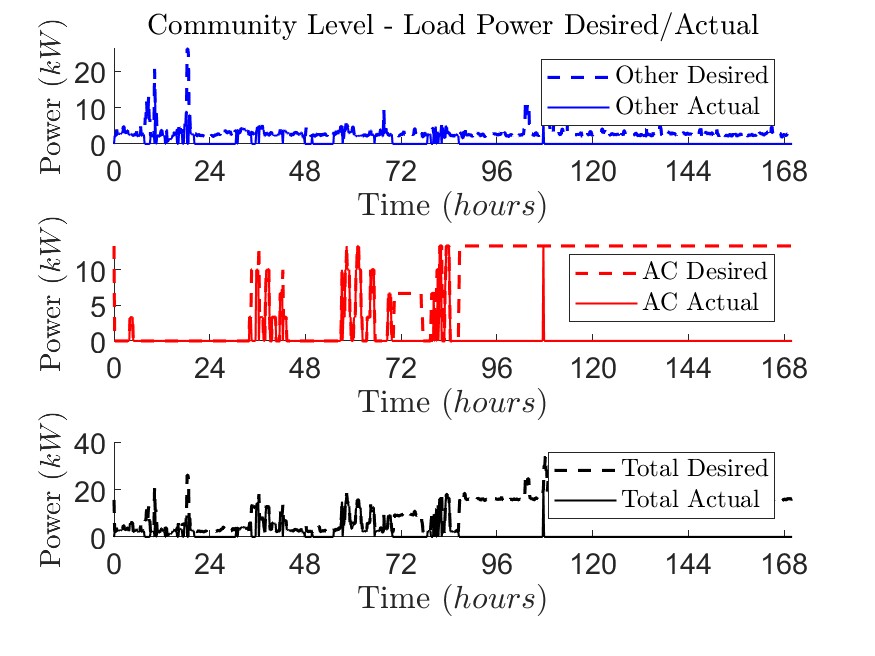 Community Level - Load Power Desired/Actual
Power (kW)
20
10
0
Other Desired
Other Actual
0 24 48 72 96 120 144 168
Time (hours)
Power (kW)
10
5
0
AC Desired
AC Actual
0 24 48 72 96 120 144 168
Time (hours)
Power (kW)
40
20
0
Total Desired
Total Actual
0 24 48 72 96 120 144 168
Time (hours)